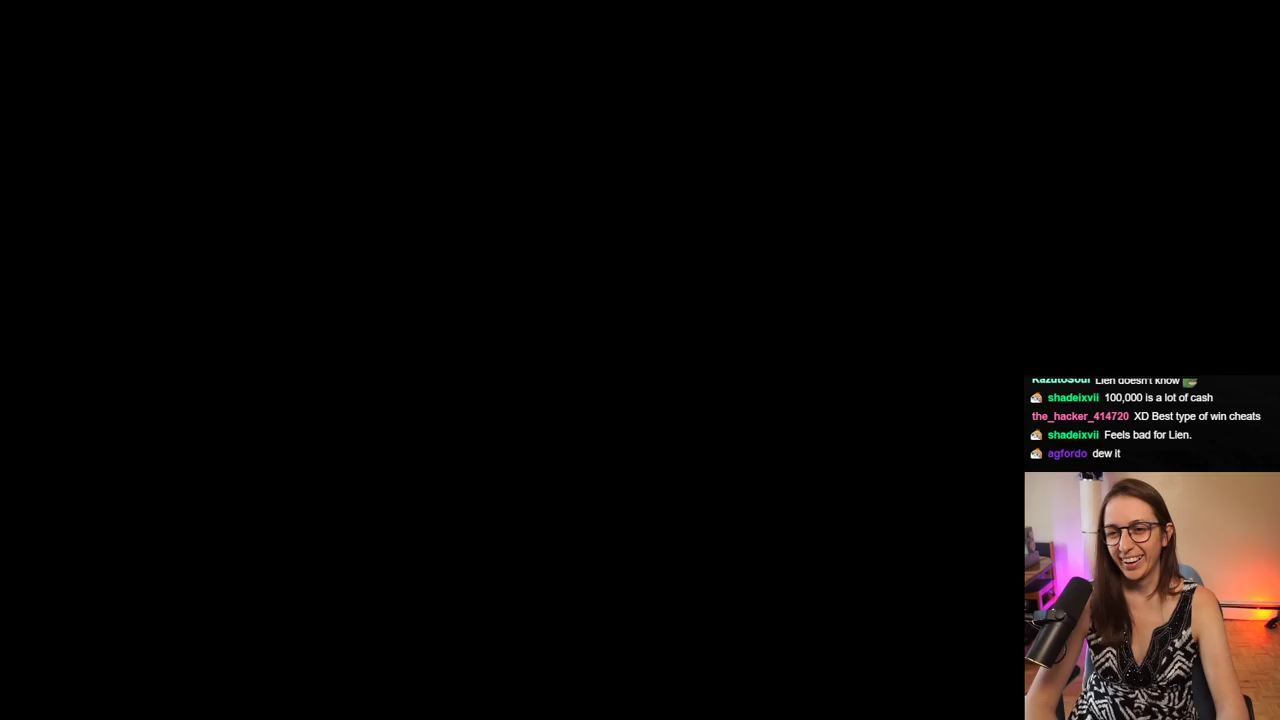 KazutoSoul Lien doesn't know
shadeixvii 100,000 is a lot of cash
the_hacker_414720 XD Best type of win cheats
shadeixvii Feels bad for Lien.
agfordo dew it